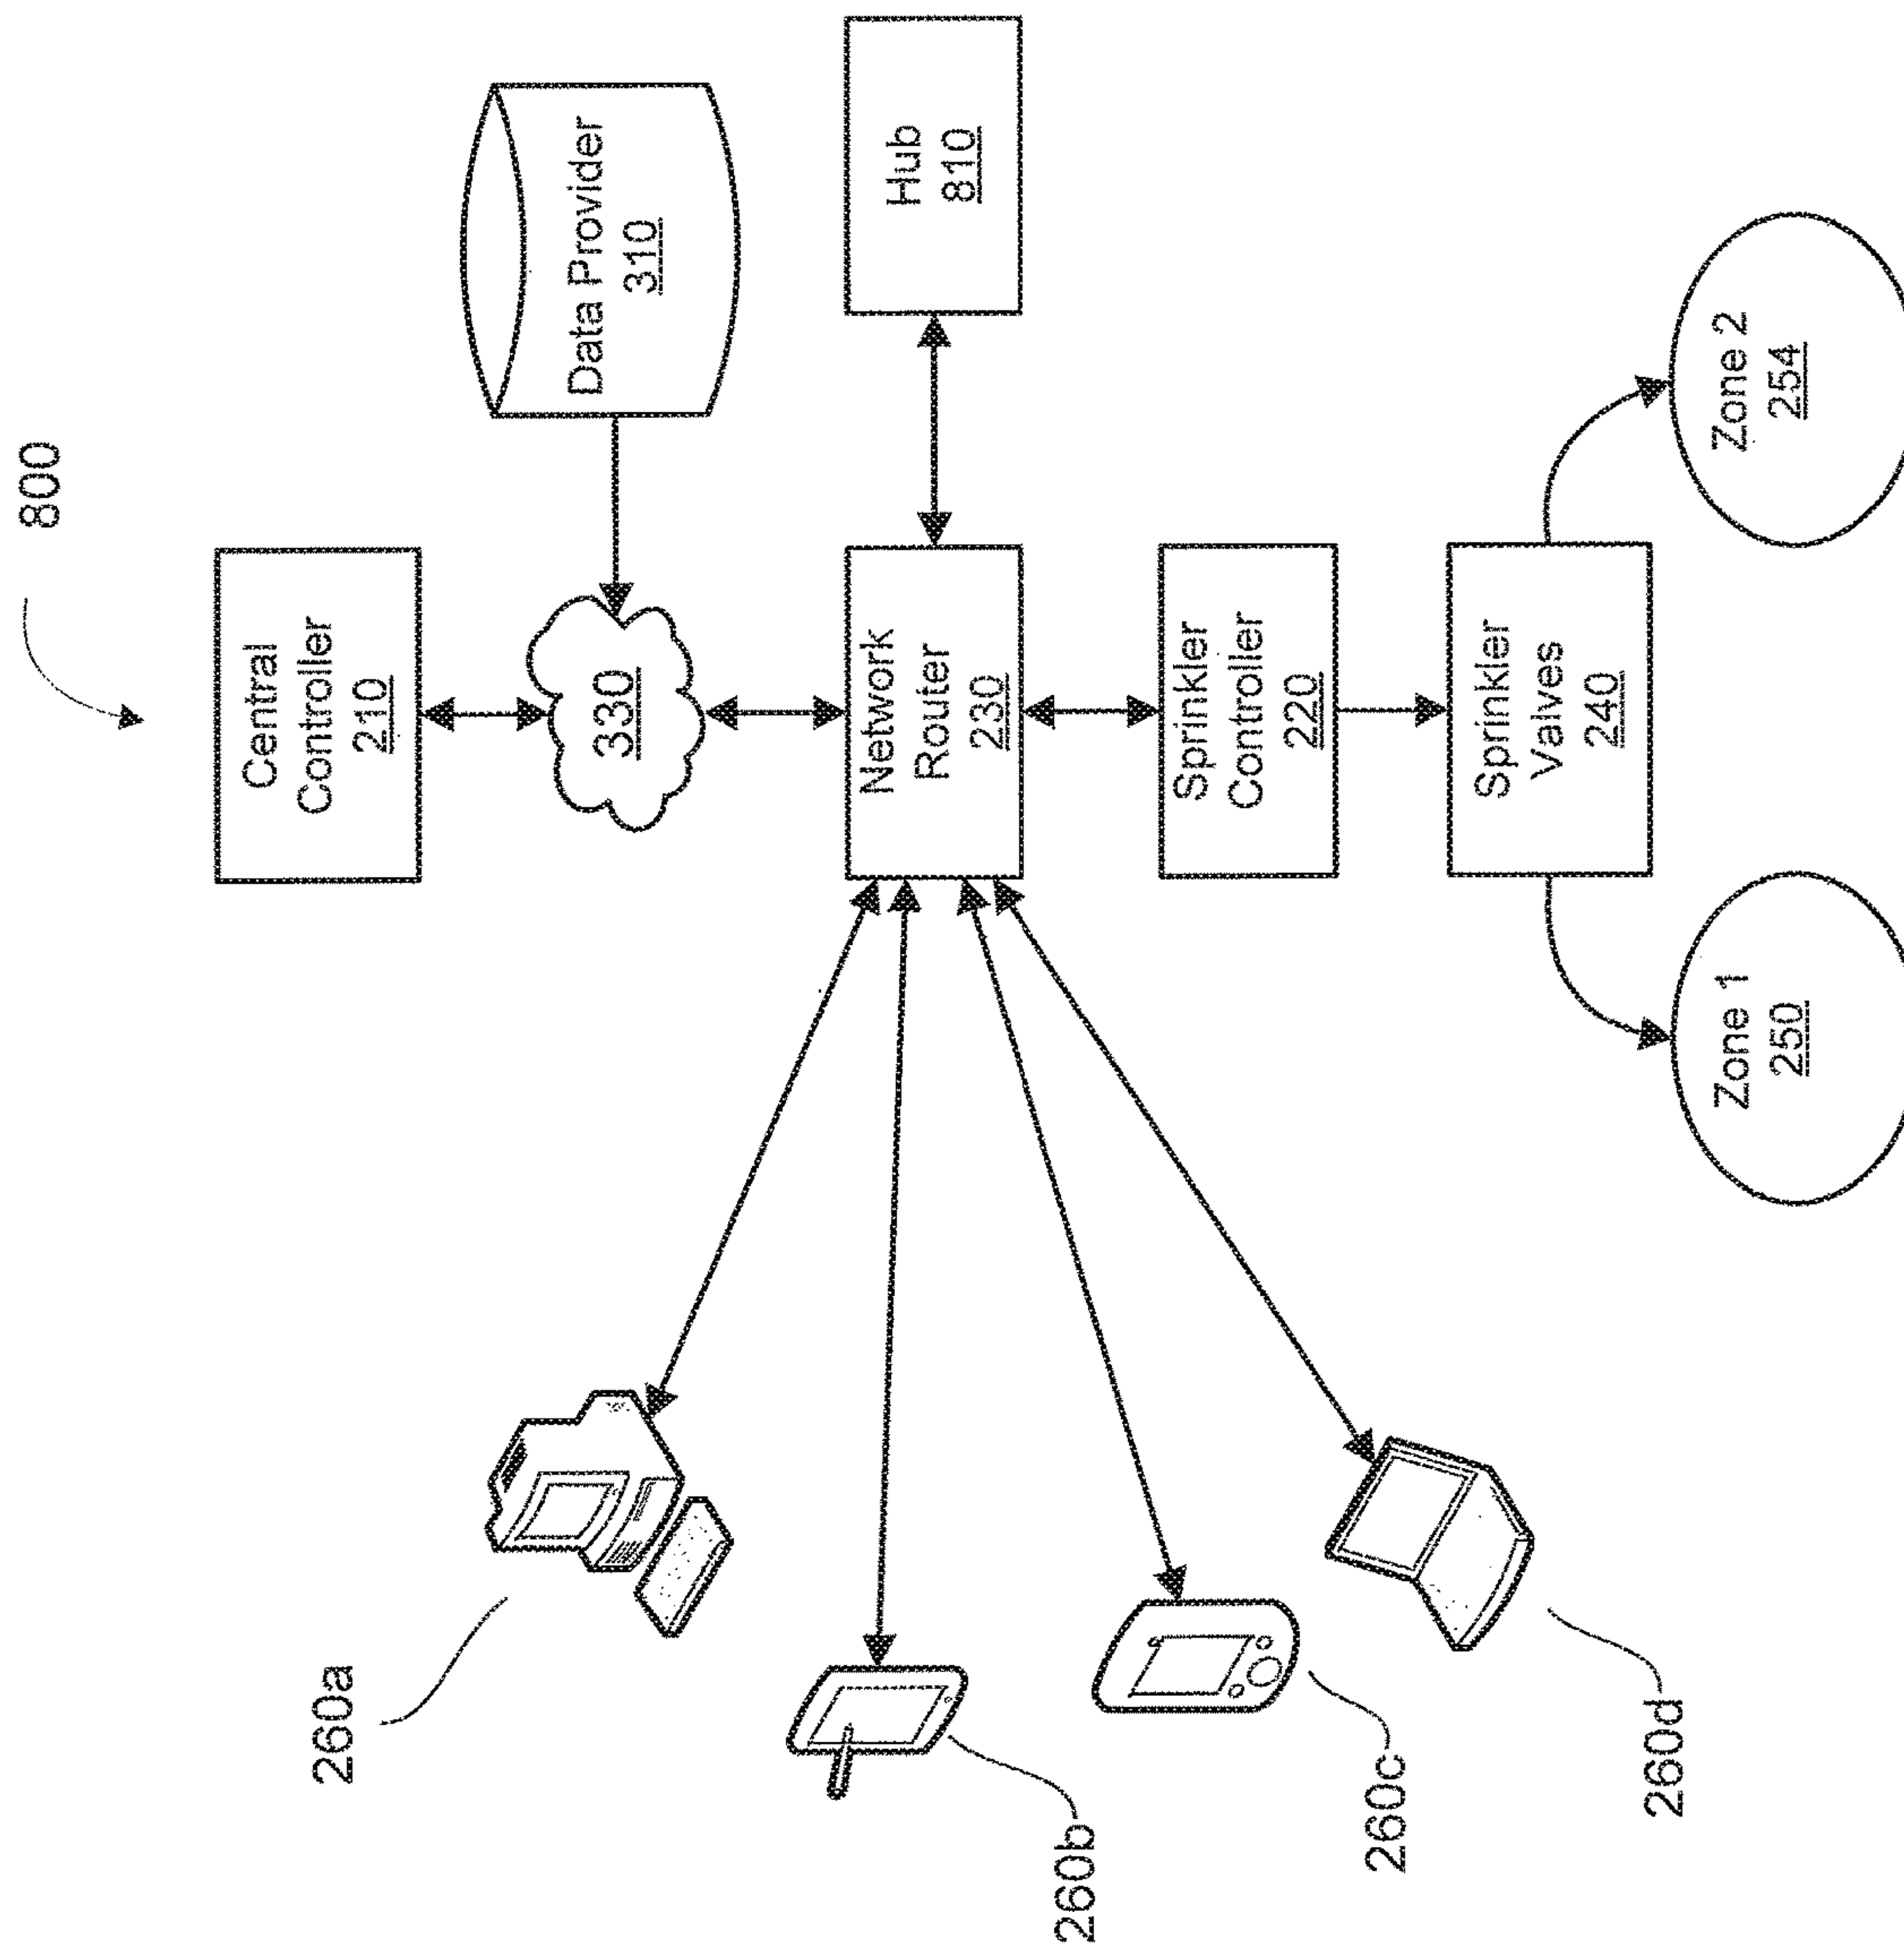 800
Central
Controller
210
Data Provider
310
330
Hub
810
Network
Router
230
Sprinkler
Controller
220
Sprinkler
Valves
240
Zone 1
250
Zone 2
254
260a
260b
260c
260d